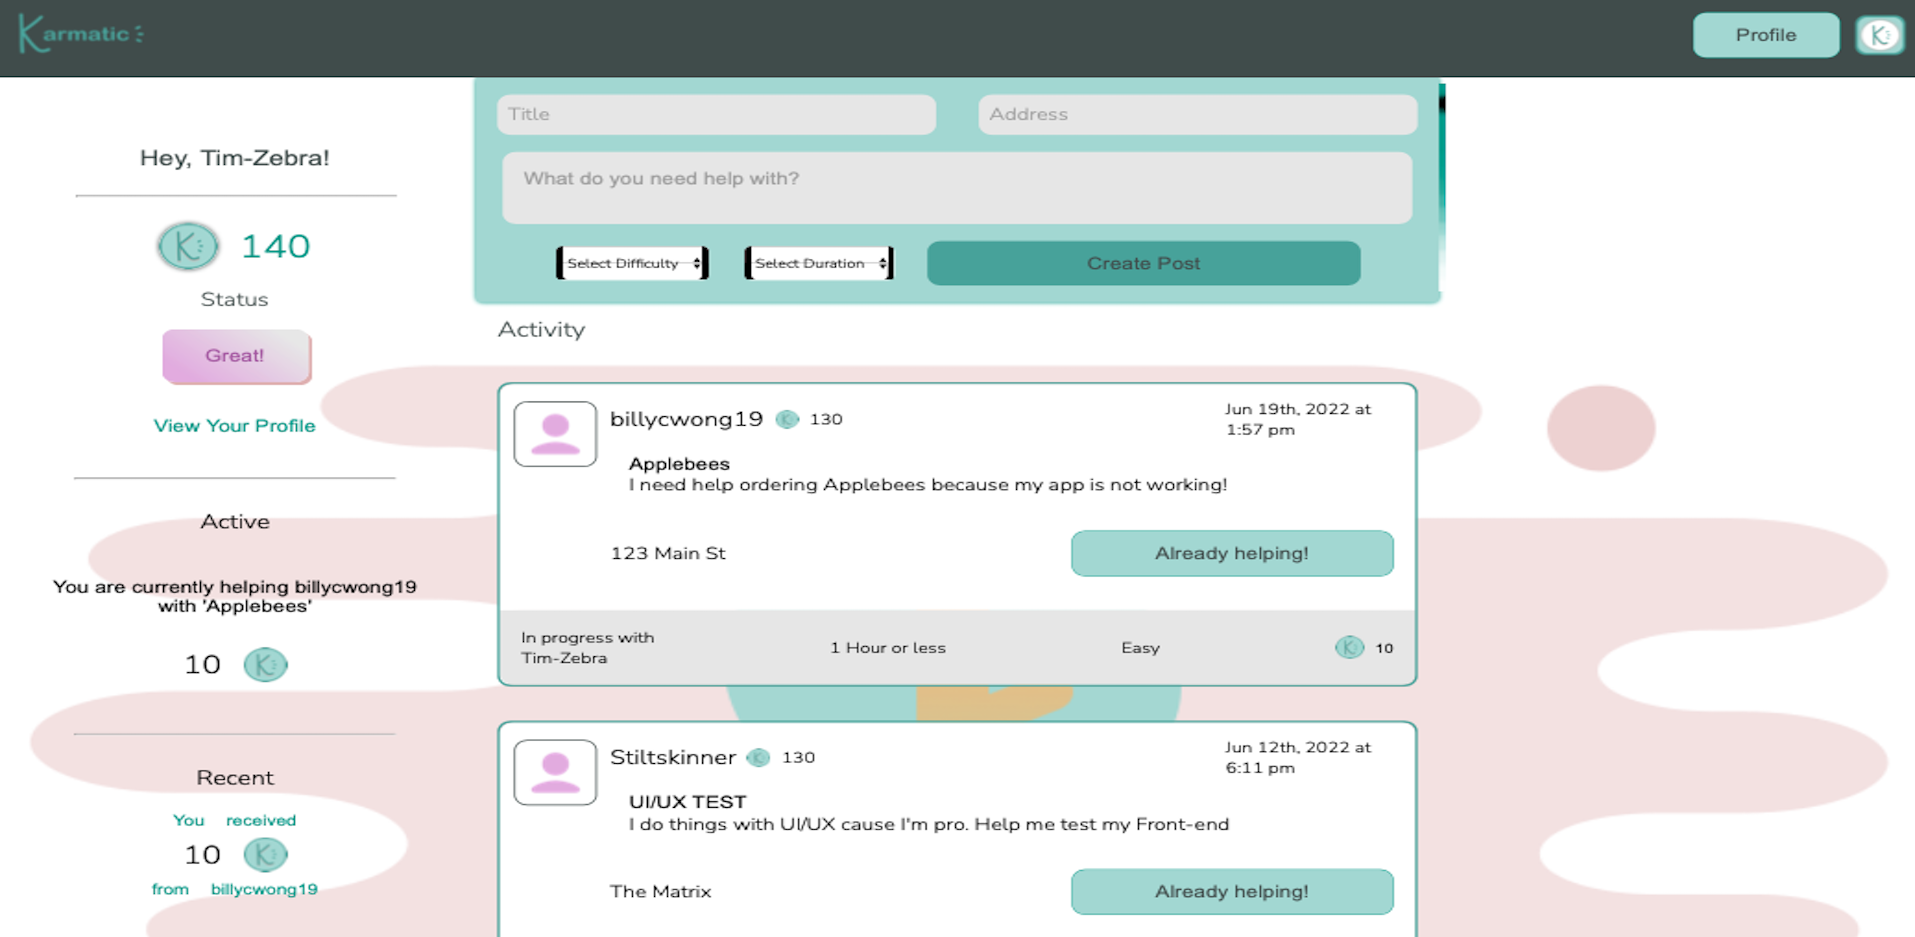 Karmatic
Profile
K
Title
Address
What do you need help with?
Select Difficulty
Select Duration
Create Post
Hey, Tim-Zebra!
K 140
Status
Great!
View Your Profile
Active
You are currently helping billycwong19
with 'Applebees'
10 K
Recent
You received
10 K
from billycwong19
Activity
billycwong19 K 130
Jun 19th, 2022 at
1:57 pm
Applebees
I need help ordering Applebees because my app is not working!
123 Main St
Already helping!
In progress with
Tim-Zebra
1 Hour or less
Easy
K 10
Stiltskinner K 130
Jun 12th, 2022 at
6:11 pm
UI/UX TEST
I do things with UI/UX cause I'm pro. Help me test my Front-end
The Matrix
Already helping!